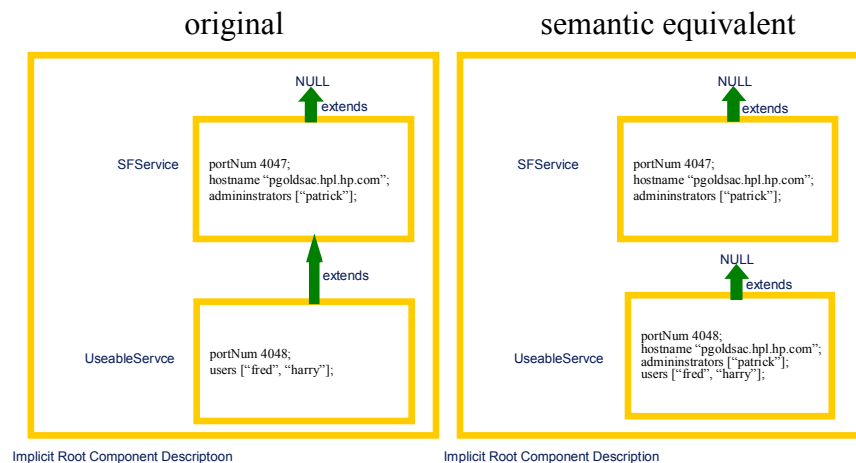 original
NULL
extends
SFService
portNum 4047;
hostname “pgoldsac.hpl.hp.com”;
admininstrators [“patrick”];
extends
UseableServce
portNum 4048;
users [“fred”, “harry”];
Implicit Root Component Descriptoon
semantic equivalent
NULL
extends
SFService
portNum 4047;
hostname “pgoldsac.hpl.hp.com”;
admininstrators [“patrick”];
NULL
extends
UseableServce
portNum 4048;
hostname “pgoldsac.hpl.hp.com”;
admininstrators [“patrick”];
users [“fred”, “harry”];
Implicit Root Component Description